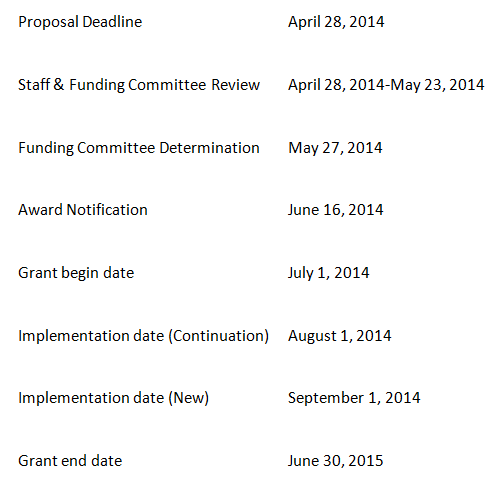 Proposal Deadline April 28, 2014
Staff & Funding Committee Review April 28, 2014-May 23, 2014
Funding Committee Determination May 27, 2014
Award Notification June 16, 2014
Grant begin date July 1, 2014
Implementation date (Continuation) August 1, 2014
Implementation date (New) September 1, 2014
Grant end date June 30, 2015